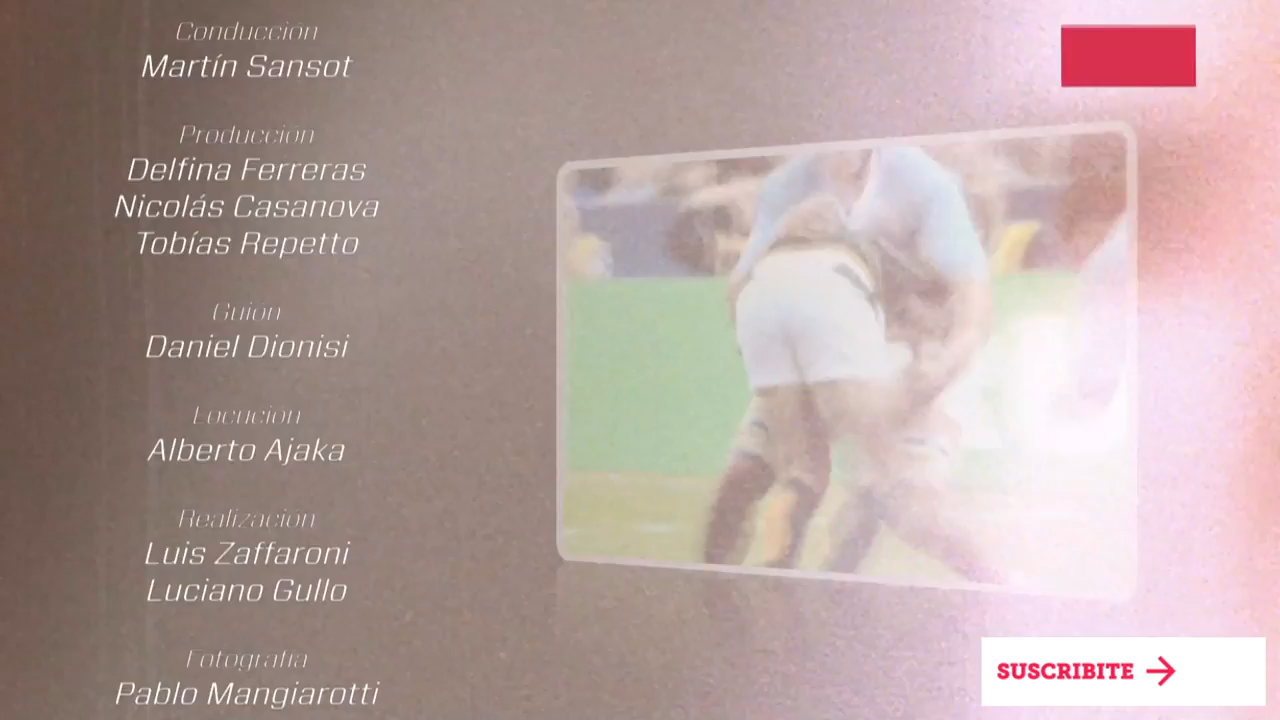 Conducción
Martín Sansot
Producción
Delfina Ferreras
Nicolás Casanova
Tobías Repetto
Guión
Daniel Dionisi
Locución
Alberto Ajaka
Realización
Luis Zaffaroni
Luciano Gullo
Fotografía
Pablo Mangiarotti
SUSCRIBITE